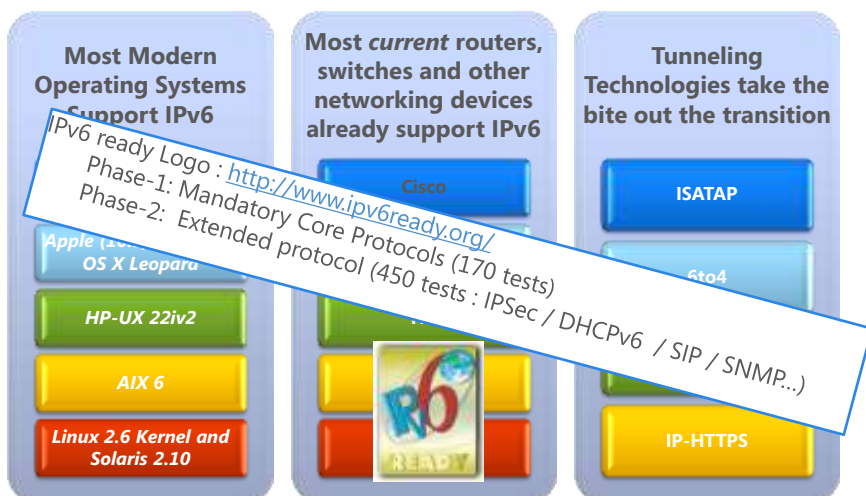 Most Modern
Operating Systems
Support IPv6
Most current routers,
switches and other
networking devices
already support IPv6
Tunneling
Technologies take the
bite out the transition
IPv6 ready Logo : http://www.ipv6ready.org/
Phase-1: Mandatory Core Protocols (170 tests)
Phase-2: Extended protocol (450 tests : IPSec / DHCPv6 / SIP / SNMP...)
Apple
OS X Leopard
HP-UX 22iv2
AIX 6
Linux 2.6 Kernel and
Solaris 2.10
Cisco
IPv6
READY
ISATAP
6to4
IP-HTTPS